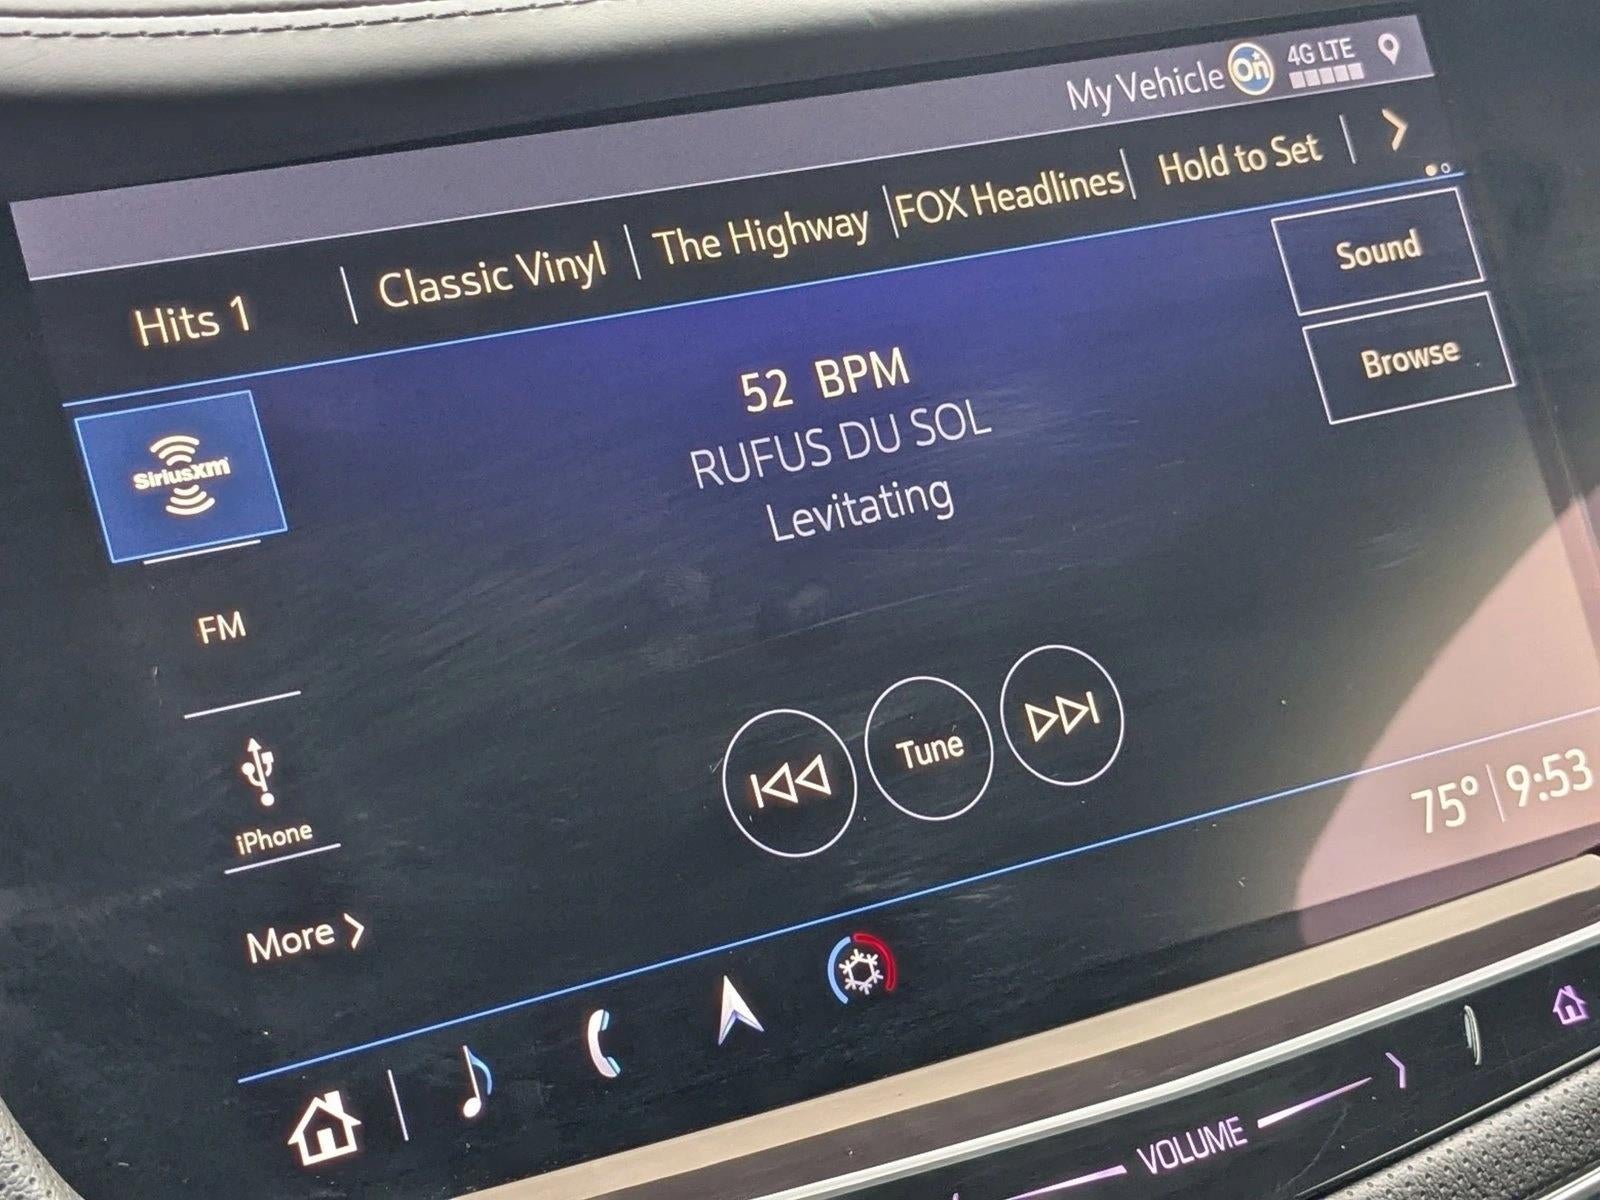 My Vehicle On 4G LTE
Hits 1 Classic Vinyl The Highway FOX Headlines Hold to Set
Sound
Browse
52 BPM
RUFUS DU SOL
Levitating
SiriusXm
FM
iPhone
More
Tune
75° 9:53
VOLUME